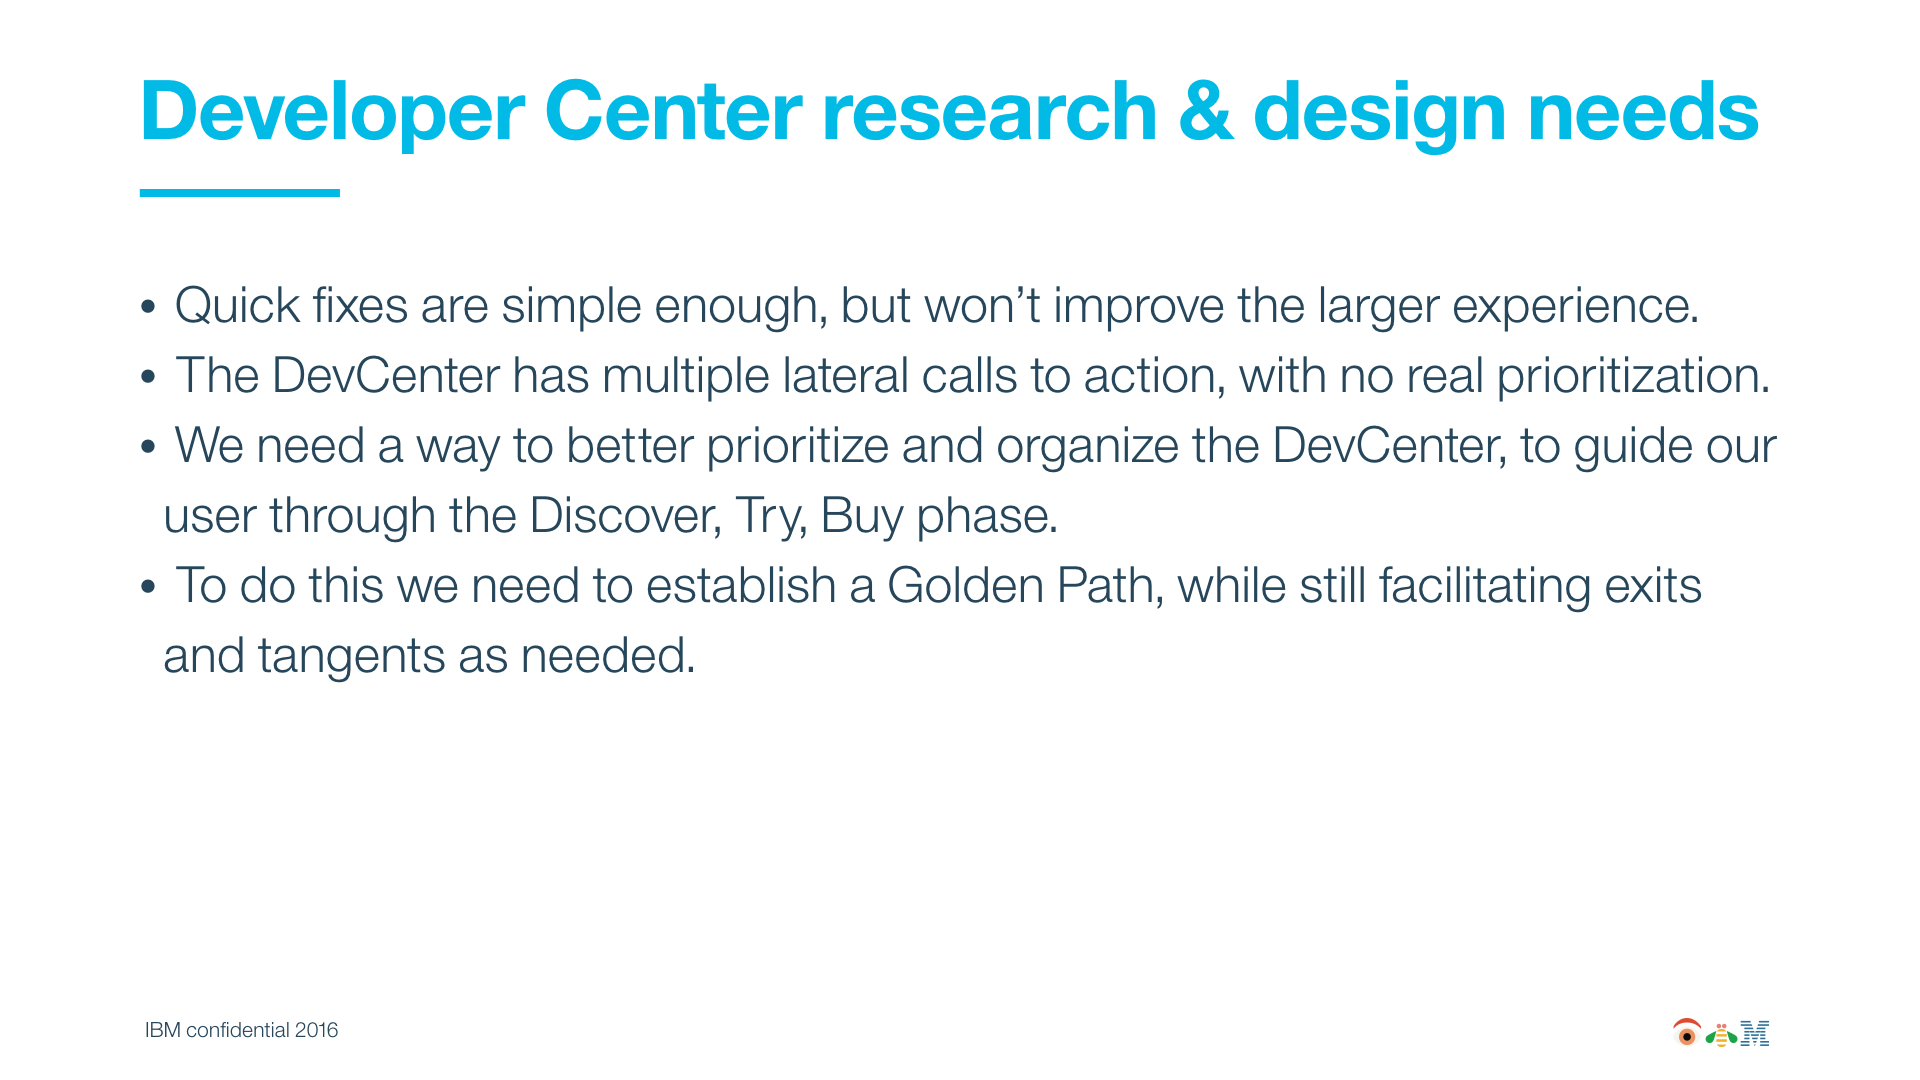 Developer Center research & design needs
• Quick fixes are simple enough, but won’t improve the larger experience.
• The DevCenter has multiple lateral calls to action, with no real prioritization.
• We need a way to better prioritize and organize the DevCenter, to guide our
user through the Discover, Try, Buy phase.
• To do this we need to establish a Golden Path, while still facilitating exits
and tangents as needed.
IBM confidential 2016
M